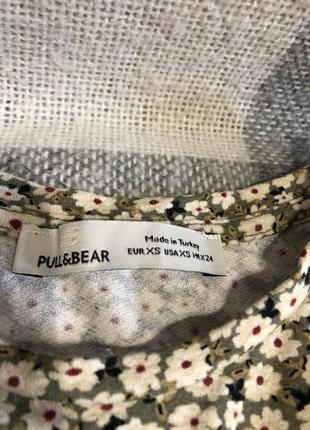 PULL&BEAR
Made in Turkey
EUR XS USA XS MEX 24